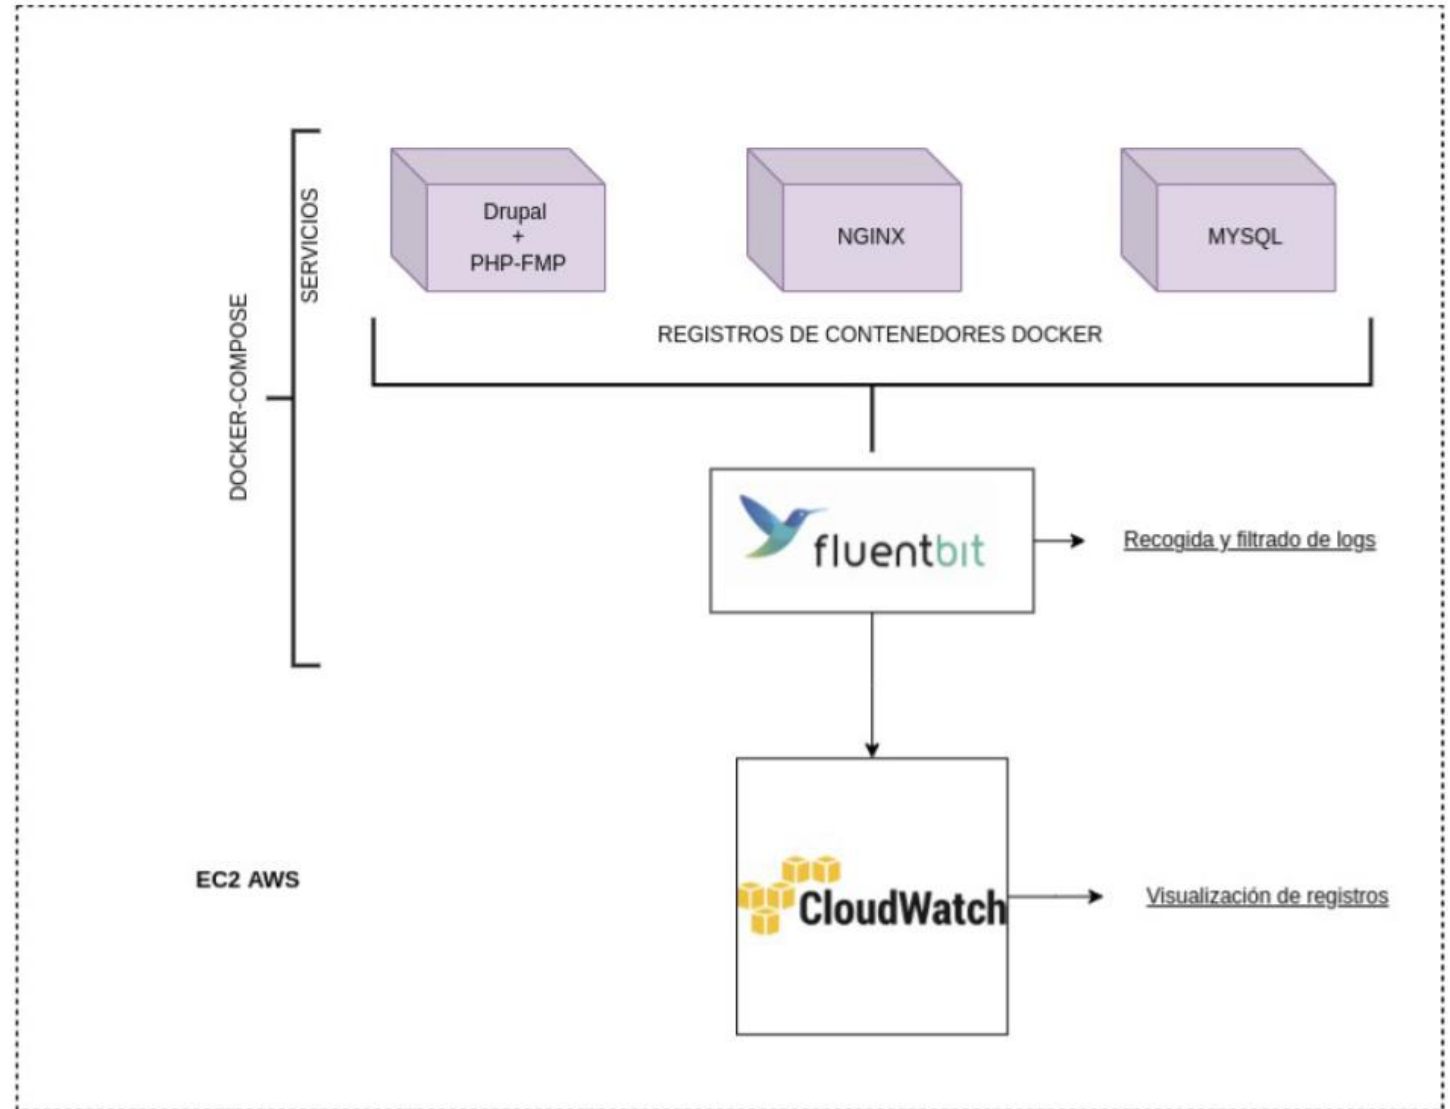 SERVICIOS
DOCKER-COMPOSE
Drupal
+
PHP-FMP
NGINX
MYSQL
REGISTROS DE CONTENEDORES DOCKER
fluentbit
Recogida y filtrado de logs
EC2 AWS
CloudWatch
Visualización de registros